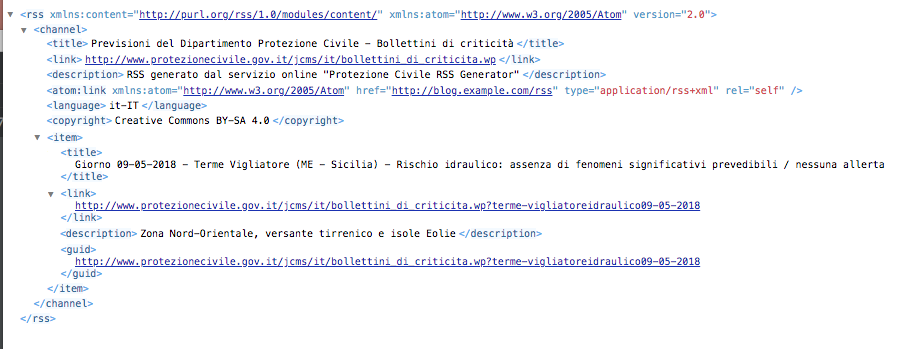 <rss xmlns:content="http://purl.org/rss/1.0/modules/content/" xmlns:atom="http://www.w3.org/2005/Atom" version="2.0">
<channel>
<title>Previsioni del Dipartimento Protezione Civile - Bollettini di criticità</title>
<link>http://www.protezionecivile.gov.it/jcms/it/bollettini_di_criticita.wp</link>
<description>RSS generato dal servizio online "Protezione Civile RSS Generator"</description>
<atom:link xmlns:atom="http://www.w3.org/2005/Atom" href="http://blog.example.com/rss" type="application/rss+xml" rel="self" />
<language>it-IT</language>
<copyright>Creative Commons BY-SA 4.0</copyright>
<item>
<title>
Giorno 09-05-2018 - Terme Vigliatore (ME - Sicilia) - Rischio idraulico: assenza di fenomeni significativi prevedibili / nessuna allerta
</title>
<link>
http://www.protezionecivile.gov.it/jcms/it/bollettini_di_criticita.wp?terme-vigliatoreidraulico09-05-2018
</link>
<description>Zona Nord-Orientale, versante tirrenico e isole Eolie</description>
<guid>
http://www.protezionecivile.gov.it/jcms/it/bollettini_di_criticita.wp?terme-vigliatoreidraulico09-05-2018
</guid>
</item>
</channel>
</rss>